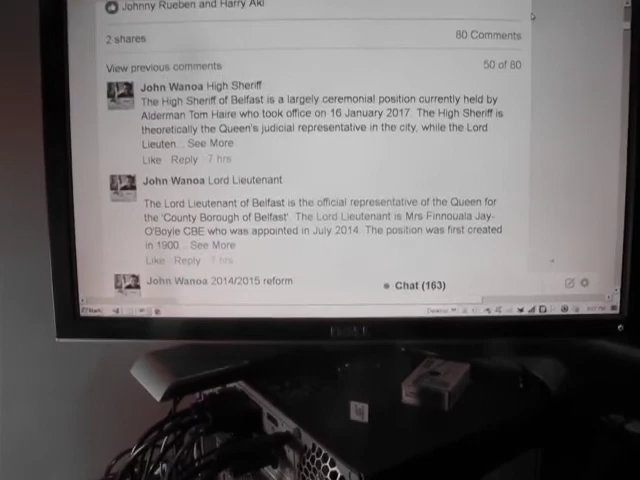 Johnny Rueben and Harry Aki
2 shares
80 Comments
View previous comments
50 of 80
John Wanoa High Sheriff
The High Sheriff of Belfast is a largely ceremonial position currently held by
Alderman Tom Haire who took office on 16 January 2017. The High Sheriff is
theoretically the Queen's judicial representative in the city, while the Lord
Lieuten... See More
Like Reply 7 hrs
John Wanoa Lord Lieutenant
The Lord Lieutenant of Belfast is the official representative of the Queen for
the 'County Borough of Belfast'. The Lord Lieutenant is Mrs Finnouala Jay-
O'Boyle CBE who was appointed in July 2014. The position was first created
in 1900... See More
Like Reply 7 hrs
John Wanoa 2014/2015 reform
Chat (163)
Start
Desktop
DELL